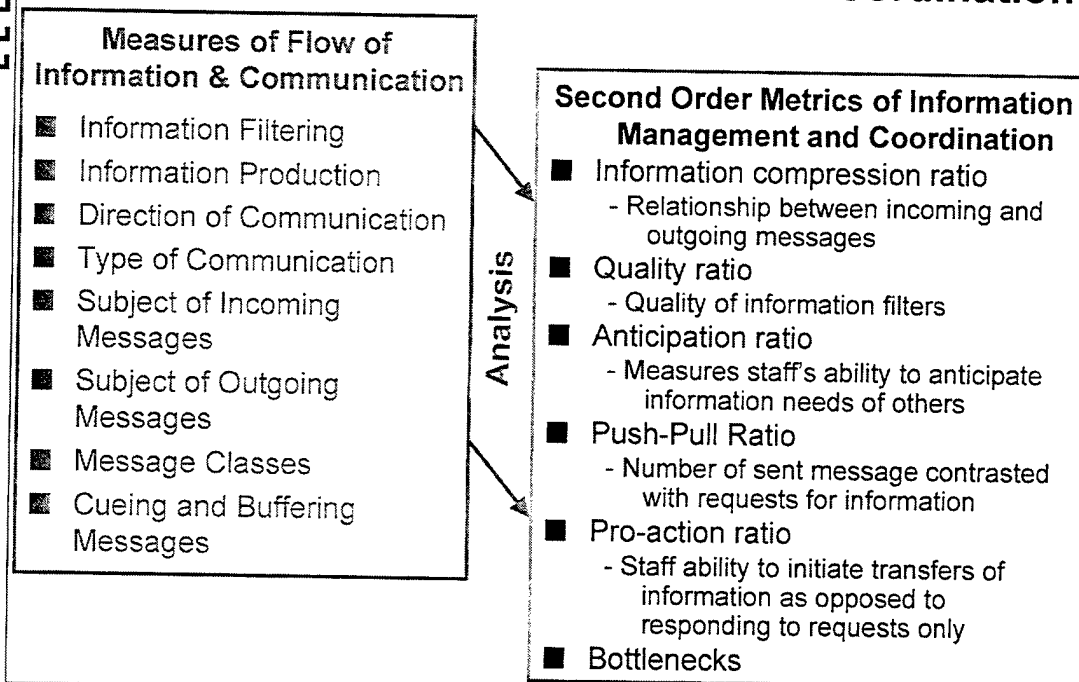 Measures of Flow of
Information & Communication
Information Filtering
Information Production
Direction of Communication
Type of Communication
Subject of Incoming
Messages
Subject of Outgoing
Messages
Message Classes
Cueing and Buffering
Messages
Analysis
Second Order Metrics of Information
Management and Coordination
Information compression ratio
- Relationship between incoming and
outgoing messages
Quality ratio
- Quality of information filters
Anticipation ratio
- Measures staff's ability to anticipate
information needs of others
Push-Pull Ratio
- Number of sent message contrasted
with requests for information
Pro-action ratio
- Staff ability to initiate transfers of
information as opposed to
responding to requests only
Bottlenecks